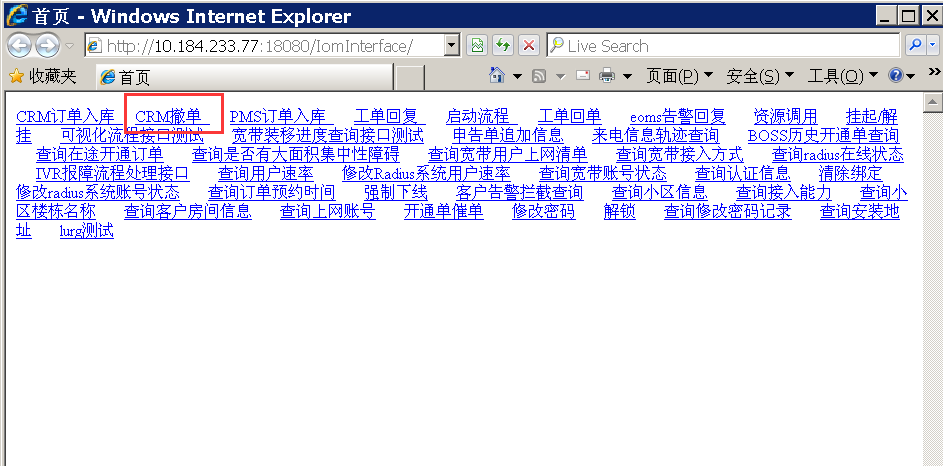 首页 - Windows Internet Explorer
http://10.184.233.77:18080/IomInterface/ Live Search
收藏夹 首页 页面(P) 安全(S) 工具(O)
CRM订单入库 CRM撤单 PMS订单入库 工单回复 启动流程 工单回单 eoms告警回复 资源调用 挂起/解
挂 可视化流程接口测试 宽带装移进度查询接口测试 申告单追加信息 来电信息轨迹查询 BOSS历史开通单查询
查询在途开通订单 查询是否有大面积集中性障碍 查询宽带用户上网清单 查询宽带接入方式 查询radius在线状态
IVR报障流程处理接口 查询用户速率 修改Radius系统用户速率 查询宽带账号状态 查询认证信息 清除绑定
修改radius系统账号状态 查询订单预约时间 强制下线 客户告警拦截查询 查询小区信息 查询接入能力 查询小
区楼栋名称 查询客户房间信息 查询上网账号 开通单催单 修改密码 解锁 查询修改密码记录 查询安装地
址 lurg测试